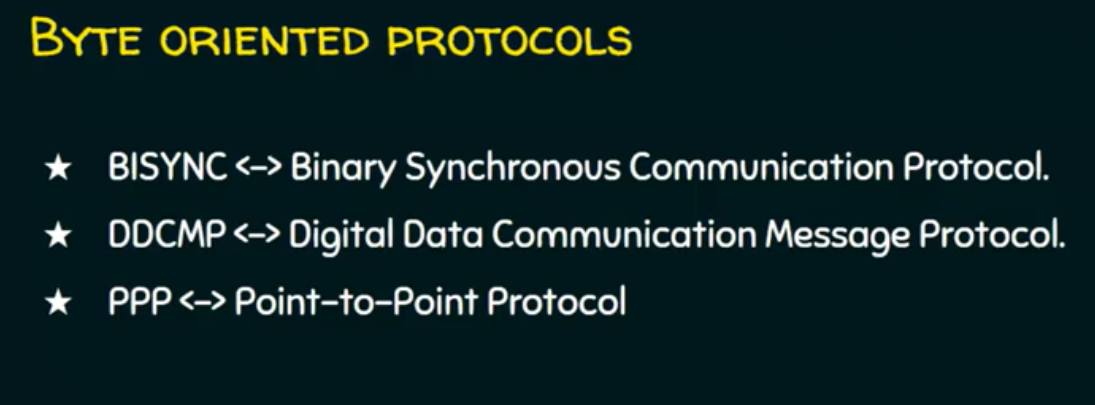 BYTE ORIENTED PROTOCOLS
★ BISYNC <-> Binary Synchronous Communication Protocol.
★ DDCMP <-> Digital Data Communication Message Protocol.
★ PPP <-> Point-to-Point Protocol